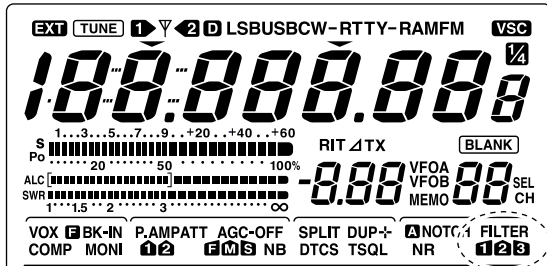 EXT TUNE 1 2 D LSBUSBCW-RTTY-RAMFM VSC
1/4
188.888.888
S 1...3...5...7...9..+20..+40..+60 RIT ⊿TX BLANK
Po 20 50 100% -8.88 VFOA 88
ALC VFOB SEL
SWR MEMO CH
1 1.5 2 3 ∞
VOX F BK-IN P.AMP ATT AGC-OFF SPLIT DUP-+ A NOTCH FILTER
COMP MONI 1 2 F M S NB DTCS TSQL NR 1 2 3